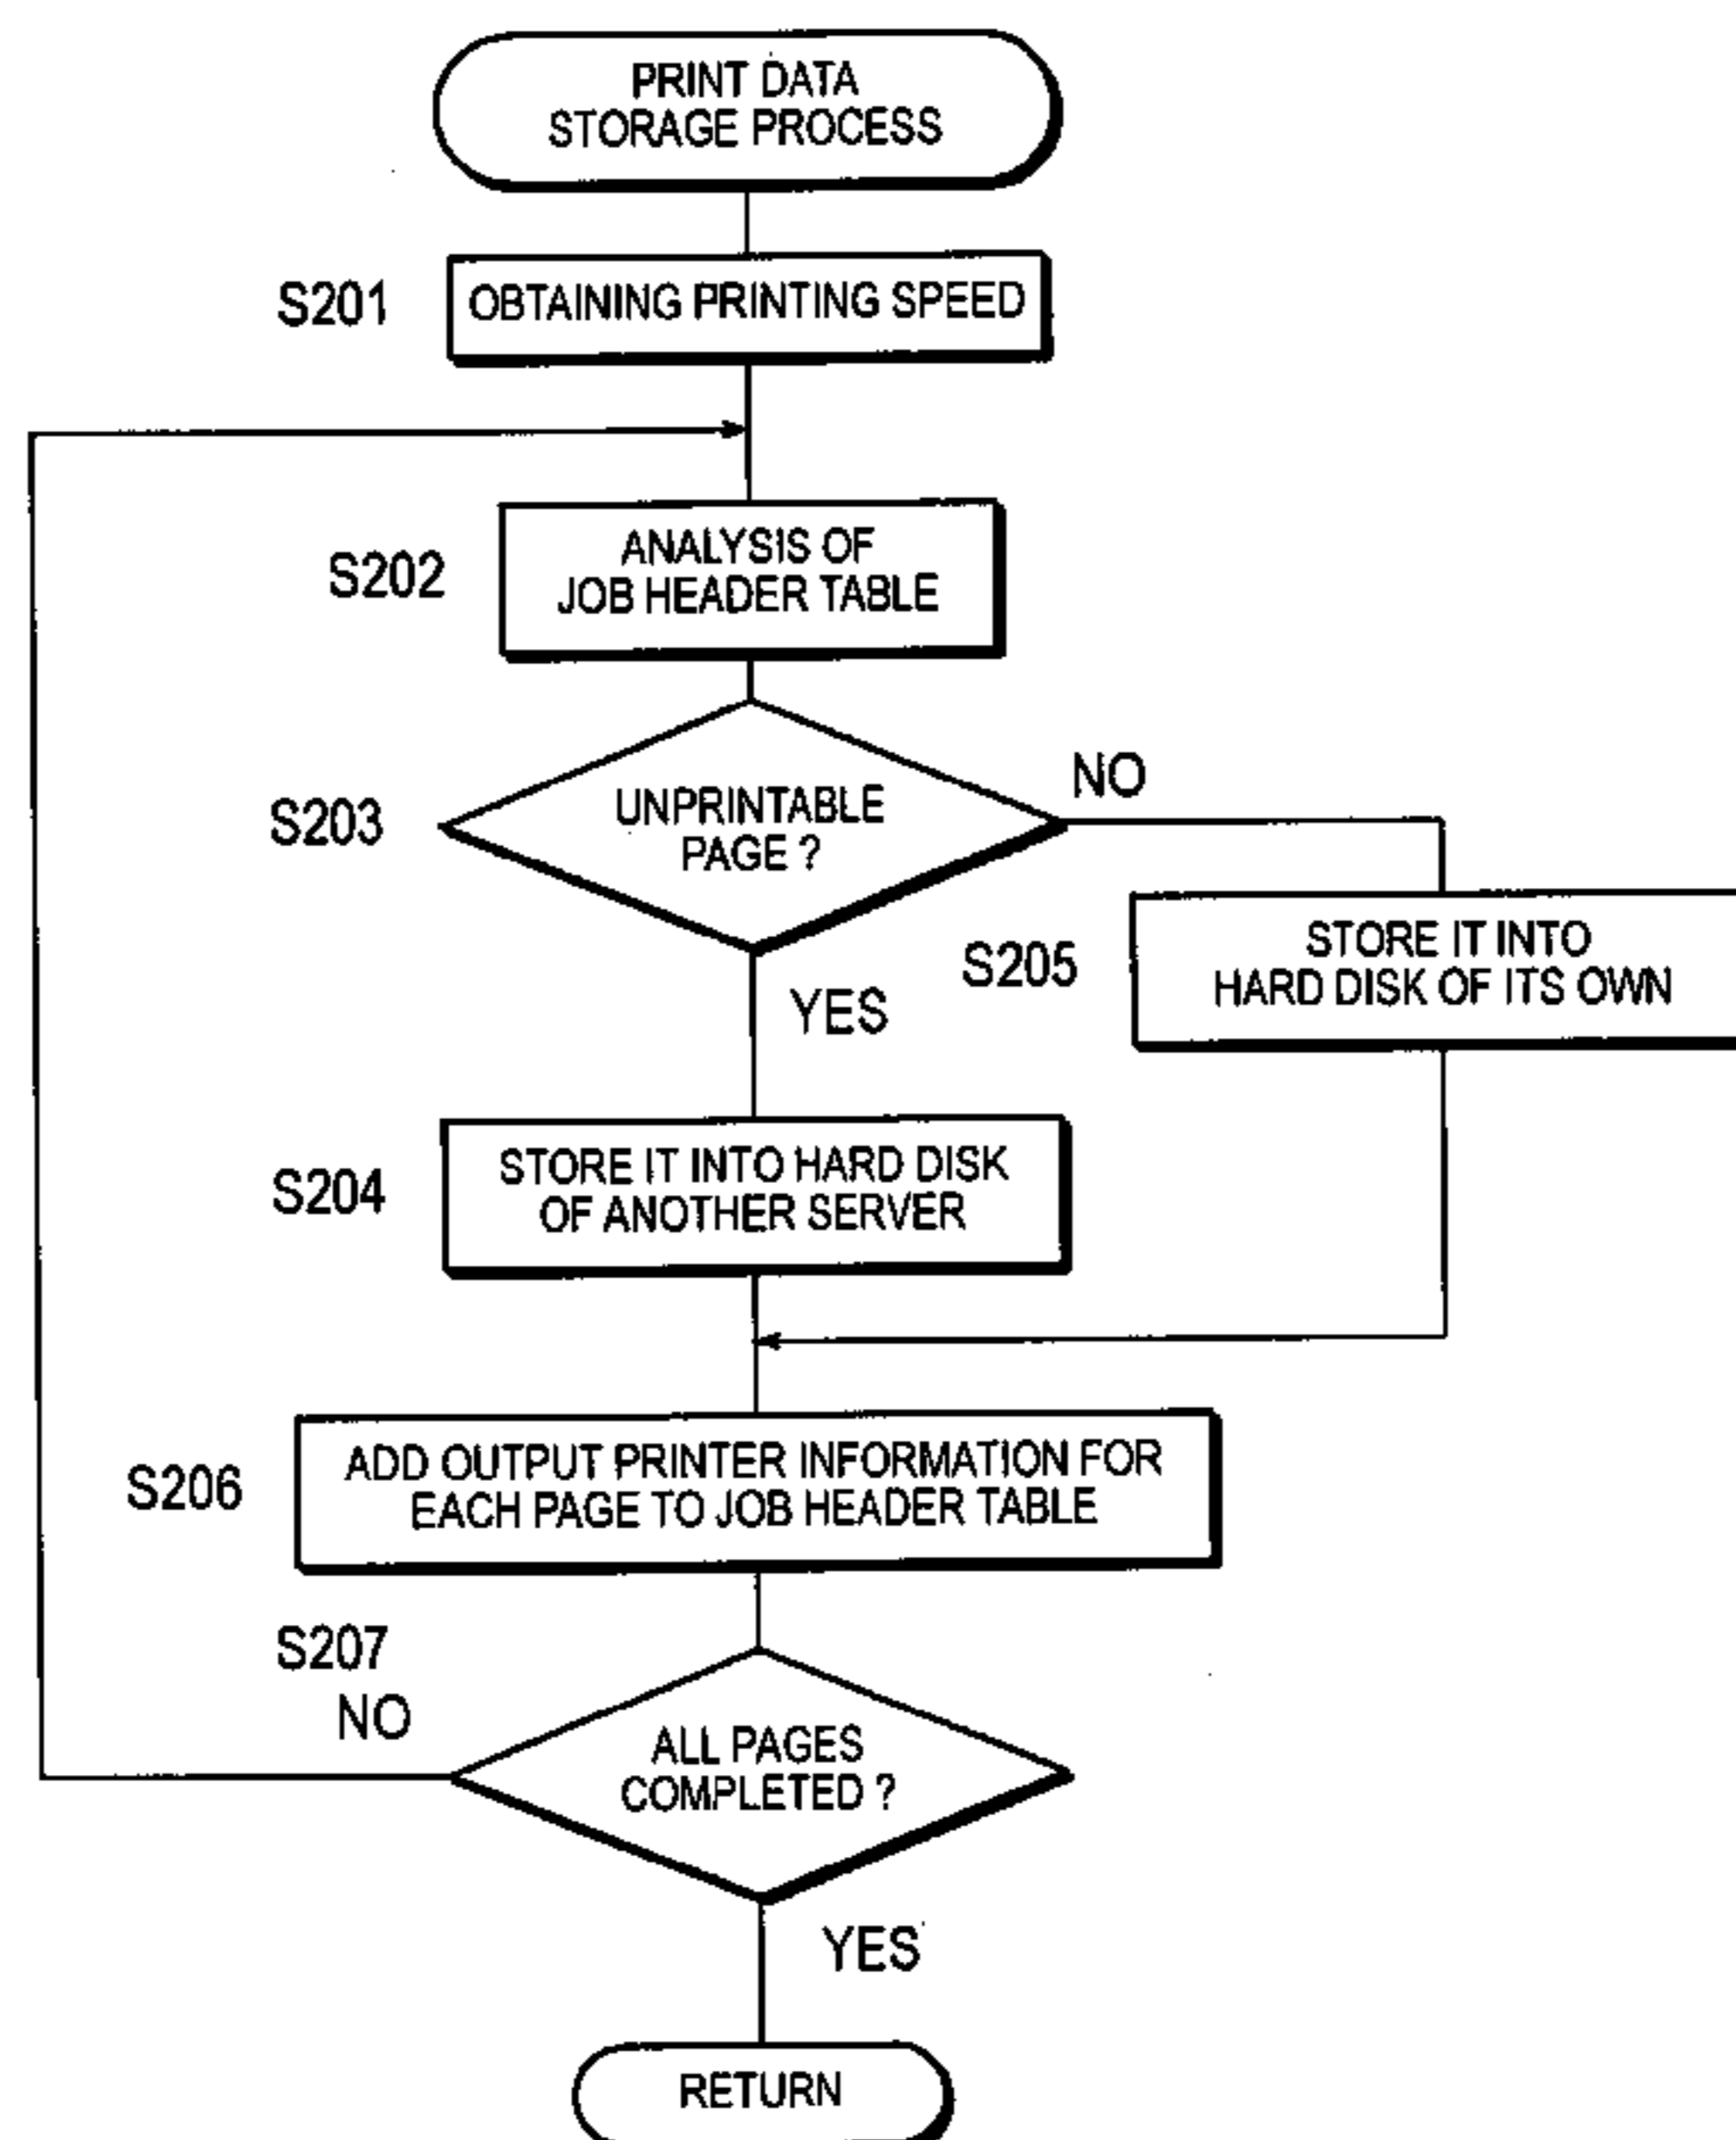 PRINT DATA
STORAGE PROCESS
S201
OBTAINING PRINTING SPEED
S202
ANALYSIS OF
JOB HEADER TABLE
S203
UNPRINTABLE
PAGE ?
NO
YES
S205
STORE IT INTO
HARD DISK OF ITS OWN
S204
STORE IT INTO HARD DISK
OF ANOTHER SERVER
S206
ADD OUTPUT PRINTER INFORMATION FOR
EACH PAGE TO JOB HEADER TABLE
S207
NO
ALL PAGES
COMPLETED ?
YES
RETURN